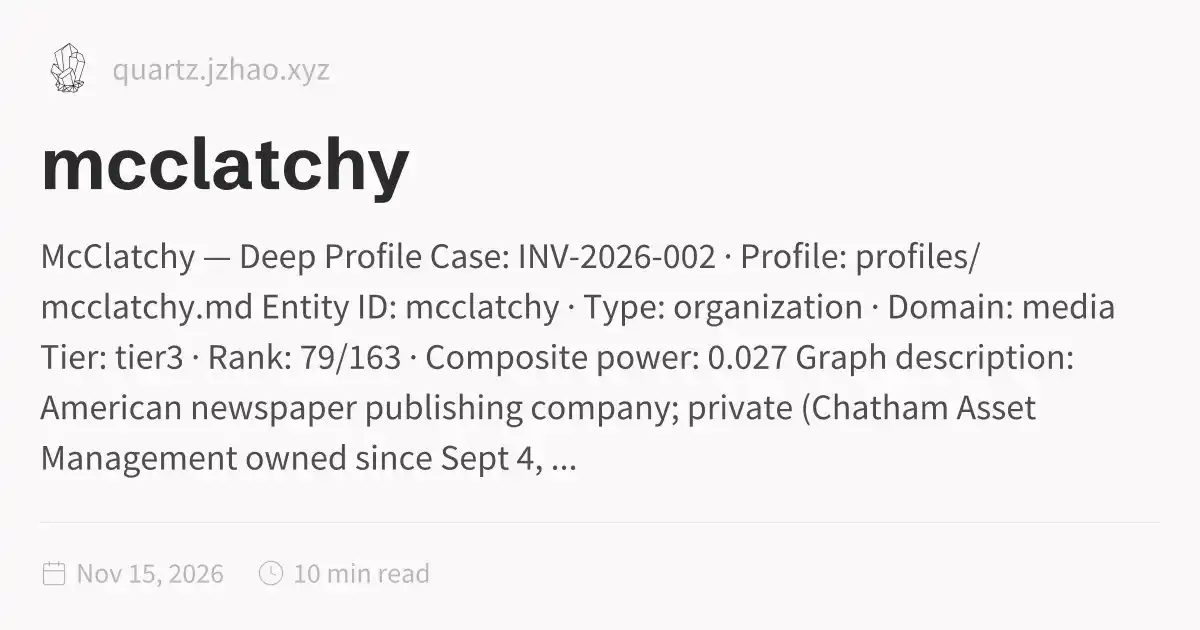 quartz.jzhao.xyz
mcclatchy
McClatchy — Deep Profile Case: INV-2026-002 · Profile: profiles/
mcclatchy.md Entity ID: mcclatchy · Type: organization · Domain: media
Tier: tier3 · Rank: 79/163 · Composite power: 0.027 Graph description:
American newspaper publishing company; private (Chatham Asset
Management owned since Sept 4, ...
Nov 15, 2026 10 min read